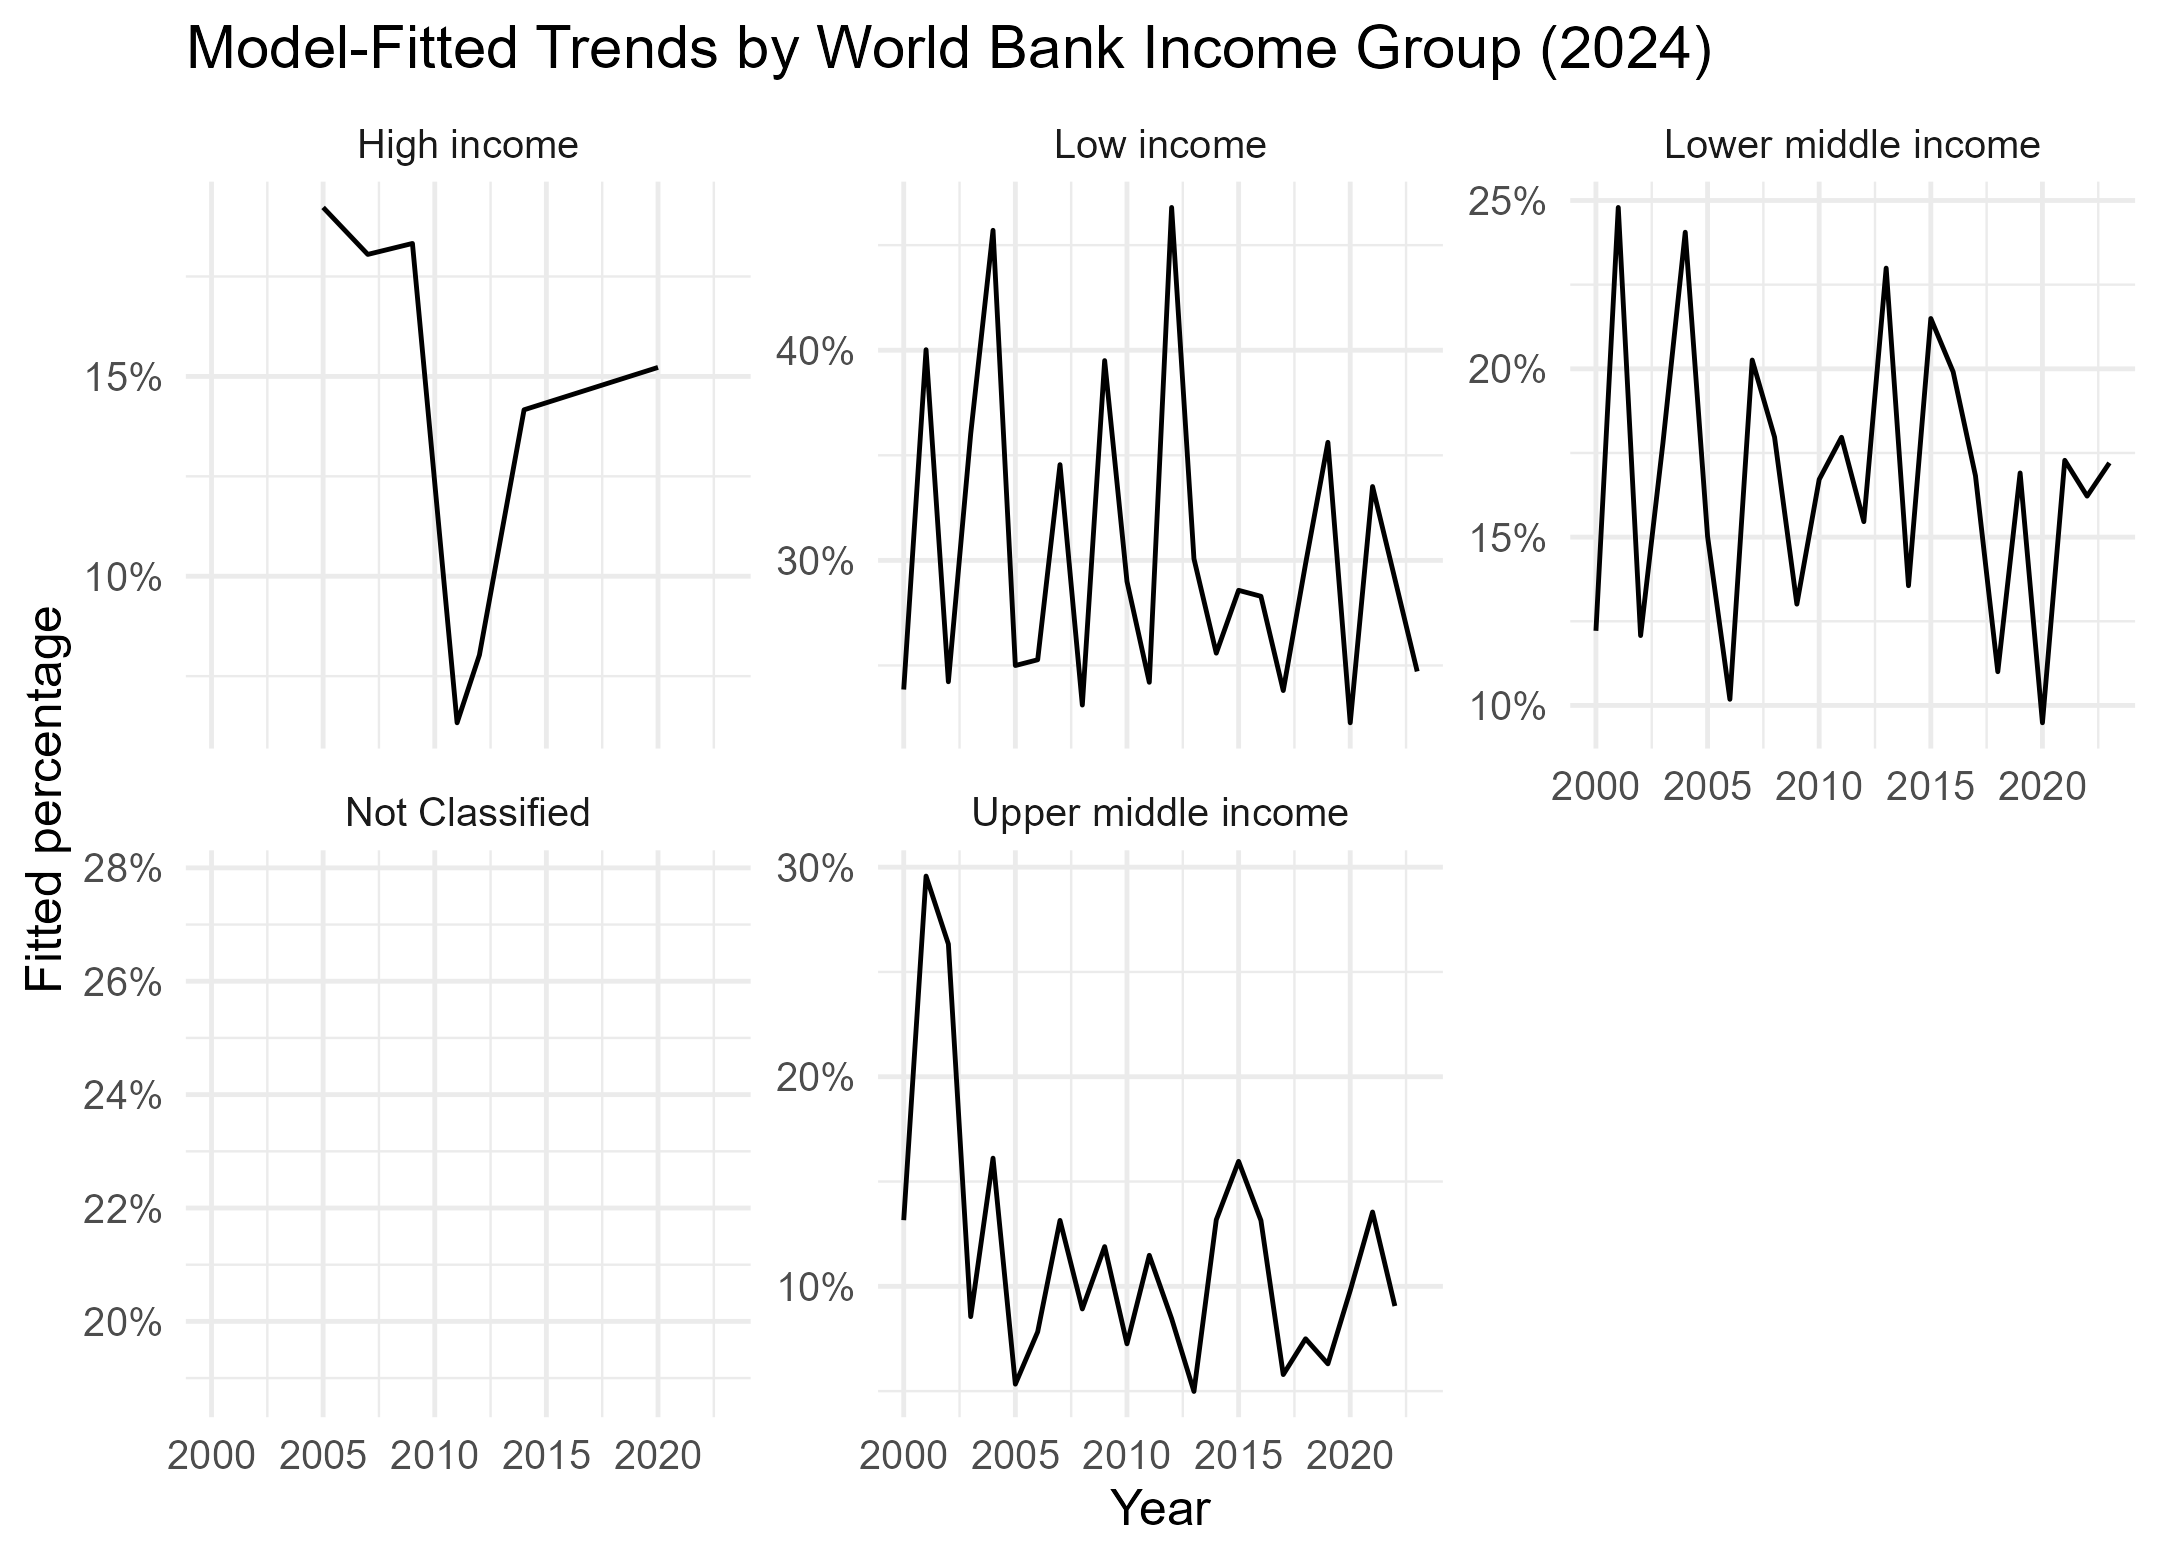 Model-Fitted Trends by World Bank Income Group (2024)
High income
Low income
Lower middle income
15%
10%
40%
30%
25%
20%
15%
10%
2000 2005 2010 2015 2020
Not Classified
Upper middle income
28%
26%
24%
22%
20%
30%
20%
10%
2000 2005 2010 2015 2020
2000 2005 2010 2015 2020
Fitted percentage
Year